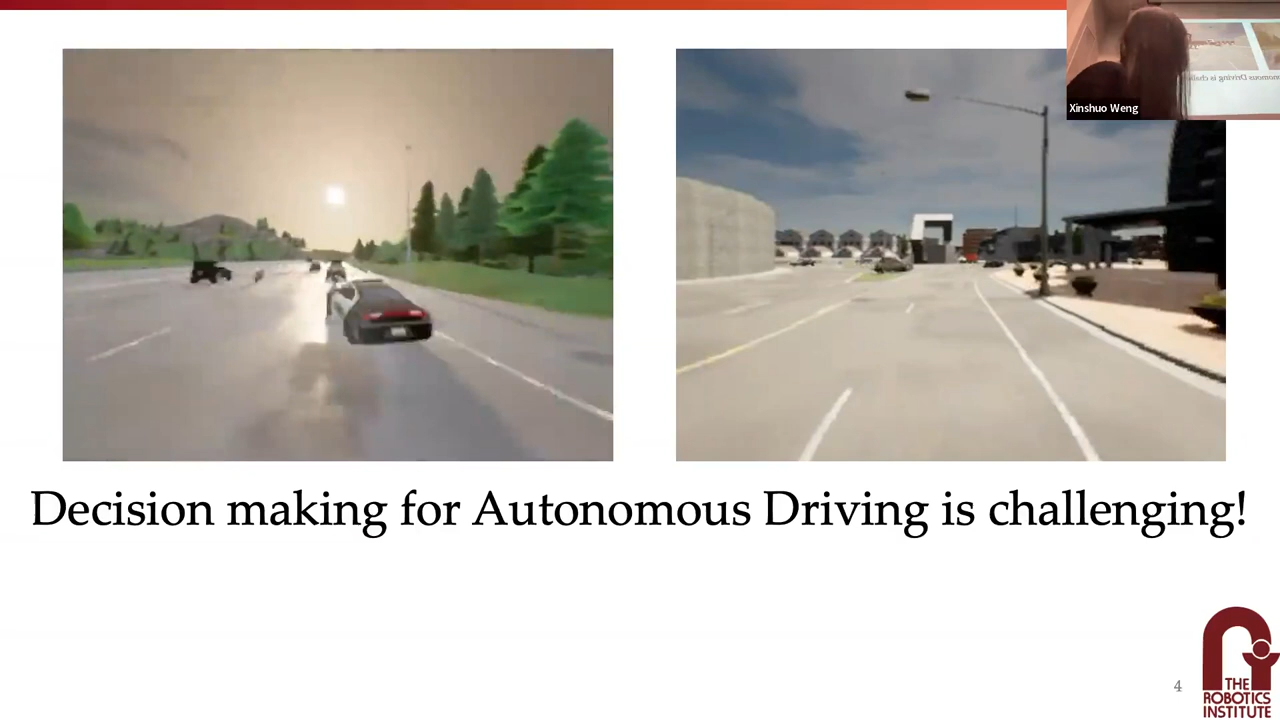 Xinshuo Weng
Decision making for Autonomous Driving is challenging!
4
THE
ROBOTICS
INSTITUTE